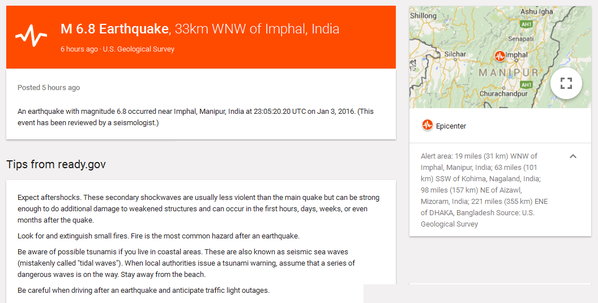 M 6.8 Earthquake, 33km WNW of Imphal, India
6 hours ago · U.S. Geological Survey
Posted 5 hours ago
An earthquake with magnitude 6.8 occurred near Imphal, Manipur, India at 23:05:20.20 UTC on Jan 3, 2016. (This
event has been reviewed by a seismologist.)
Tips from ready.gov
Expect aftershocks. These secondary shockwaves are usually less violent than the main quake but can be strong
enough to do additional damage to weakened structures and can occur in the first hours, days, weeks, or even
months after the quake.
Look for and extinguish small fires. Fire is the most common hazard after an earthquake.
Be aware of possible tsunamis if you live in coastal areas. These are also known as seismic sea waves
(mistakenly called "tidal waves"). When local authorities issue a tsunami warning, assume that a series of
dangerous waves is on the way. Stay away from the beach.
Be careful when driving after an earthquake and anticipate traffic light outages.
Shillong
Itanagar
Asha Ighu
AH1
Silchar
Imphal
MANIPUR
AH1
Churachandpur
Epicenter
Alert area: 19 miles (31 km) WNW of
Imphal, Manipur, India; 63 miles (101
km) SSW of Kohima, Nagaland, India;
98 miles (157 km) NE of Aizawl,
Mizoram, India; 221 miles (355 km) ENE
of DHAKA, Bangladesh Source: U.S.
Geological Survey